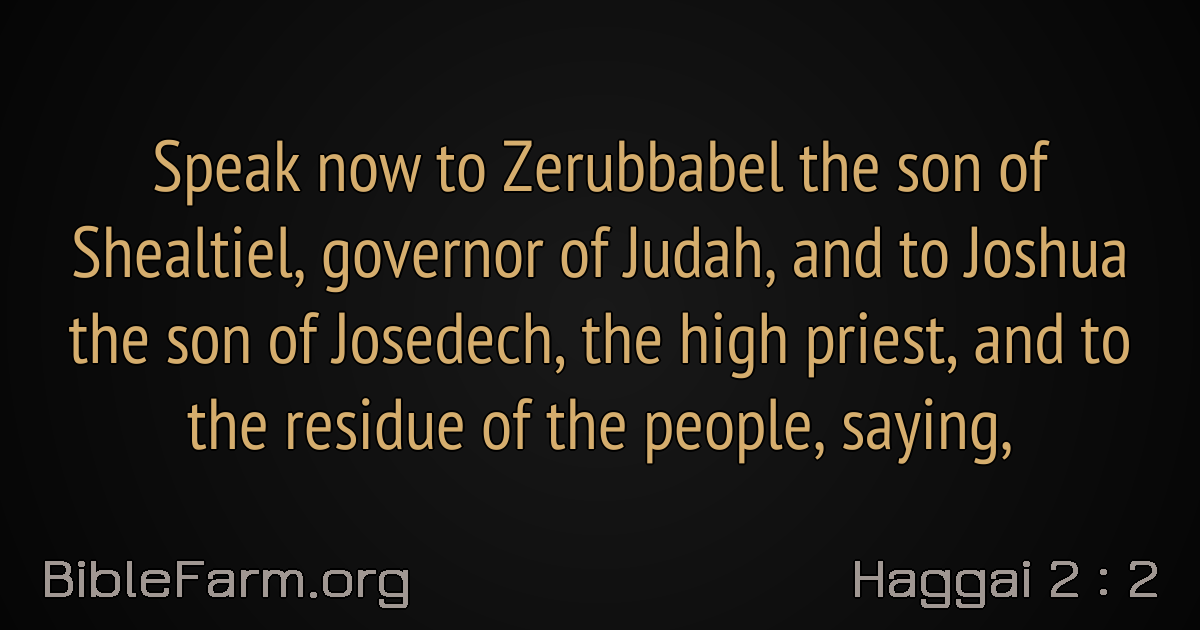 Speak now to Zerubbabel the son of
Shealtiel, governor of Judah, and to Joshua
the son of Josedech, the high priest, and to
the residue of the people, saying,
BibleFarm.org
Haggai 2 : 2